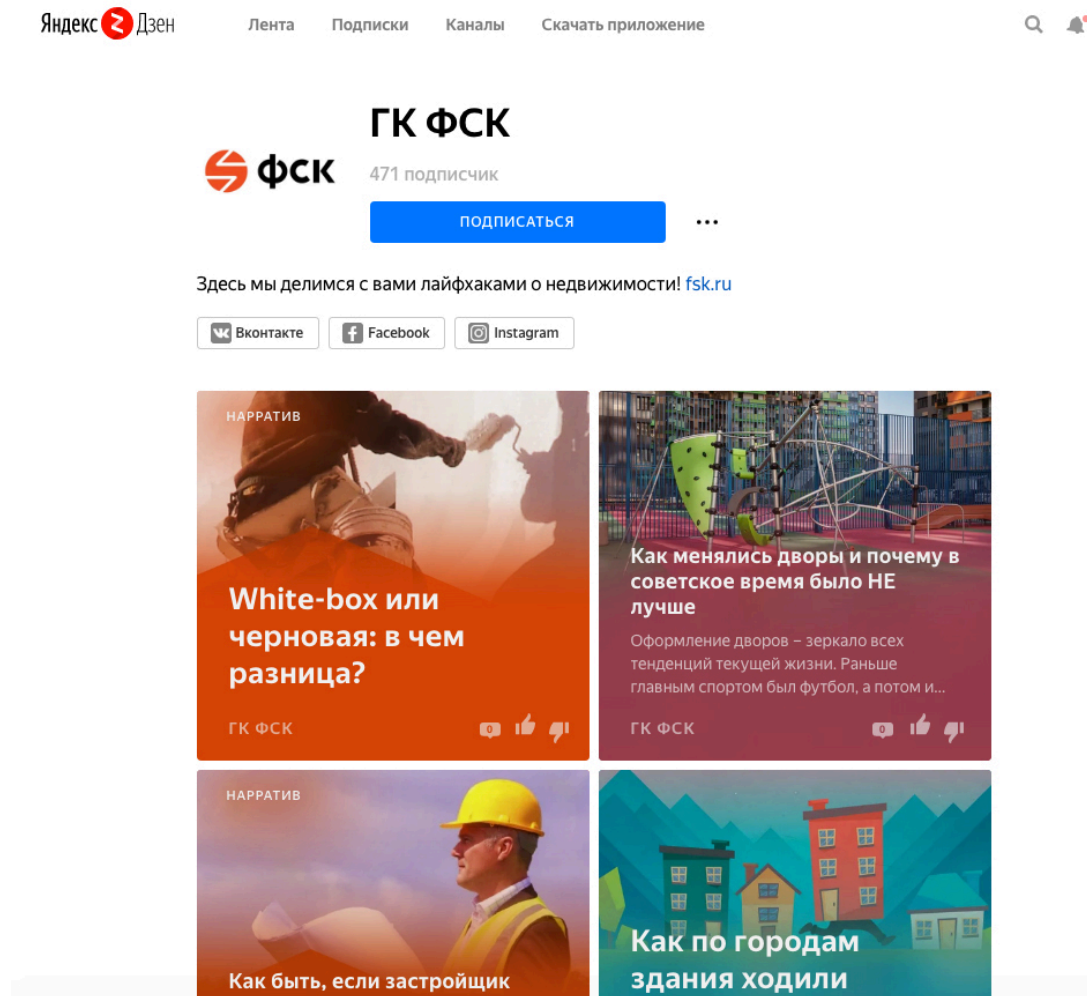 Яндекс Дзен
Лента
Подписки
Каналы
Скачать приложение
ГК ФСК
фск
471 подписчик
ПОДПИСАТЬСЯ
Здесь мы делимся с вами лайфхаками о недвижимости! fsk.ru
Вконтакте
Facebook
Instagram
НАРРАТИВ
White-box или
черновая: в чем
разница?
ГК ФСК
0
Как менялись дворы и почему в
советское время было НЕ
лучше
Оформление дворов – зеркало всех
тенденций текущей жизни. Раньше
главным спортом был футбол, а потом и...
ГК ФСК
0
НАРРАТИВ
Как быть, если застройщик
Как по городам
здания ходили